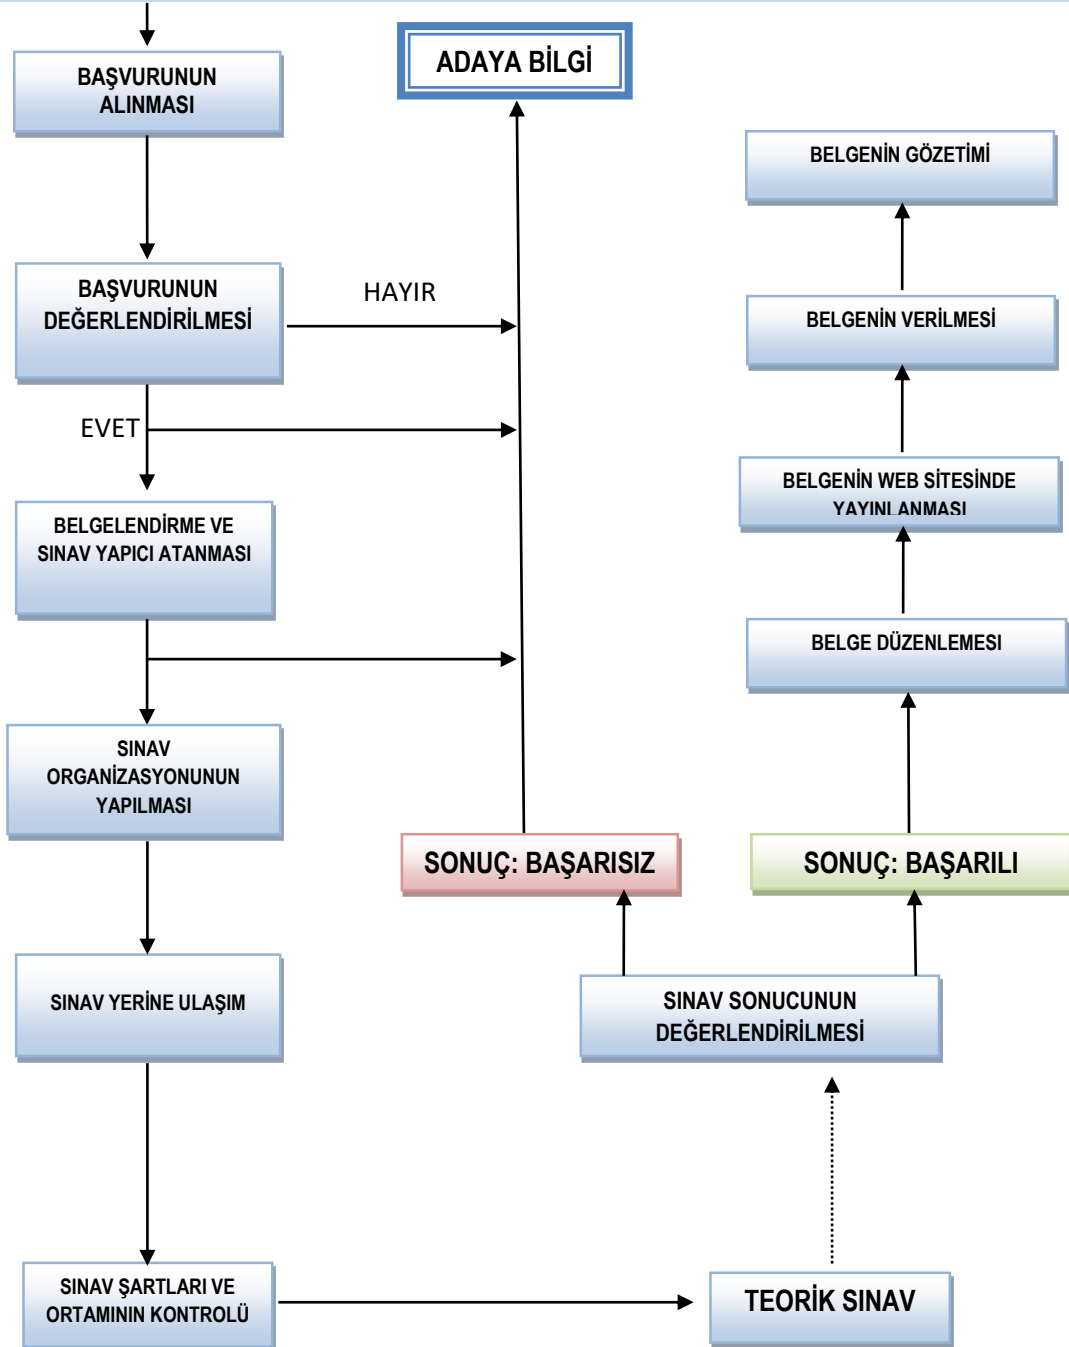 BAŞVURUNUN
ALINMASI
ADAYA BİLGİ
BELGENİN GÖZETİMİ
BAŞVURUNUN
DEĞERLENDİRİLMESİ
HAYIR
BELGENİN VERİLMESİ
EVET
BELGENİN WEB SİTESİNDE
YAYINLANMASI
BELGELENDİRME VE
SINAV YAPICI ATANMASI
BELGE DÜZENLEMESI
SINAV
ORGANİZASYONUNUN
YAPILMASI
SONUÇ: BAŞARISIZ
SONUÇ: BAŞARILI
SINAV YERİNE ULAŞIM
SINAV SONUCUNUN
DEĞERLENDİRİLMESİ
SINAV ŞARTLARI VE
ORTAMININ KONTROLÜ
TEORİK SINAV